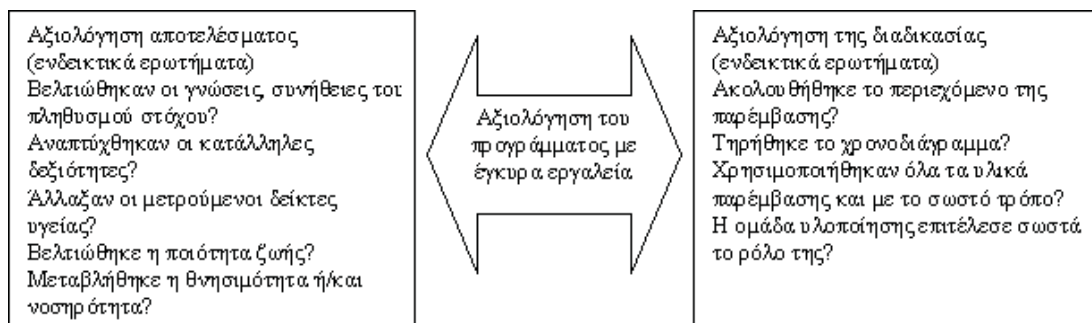 Αξιολόγηση αποτελέσματος
(ενδεικτικά ερωτήματα)
Βελτιώθηκαν οι γνώσεις, συνήθειες του
πληθυσμού στόχου?
Αναπτύχθηκαν οι κατάλληλες
δεξιότητες?
Άλλαξαν οι μετρούμενοι δείκτες
υγείας?
Βελτιώθηκε η ποιότητα ζωής?
Μεταβλήθηκε η θνησιμότητα ή/και
νοσηρότητα?
Αξιολόγηση του
προγράμματος με
έγκυρα εργαλεία
Αξιολόγηση της διαδικασίας
(ενδεικτικά ερωτήματα)
Ακολουθήθηκε το περιεχόμενο της
παρέμβασης?
Τηρήθηκε το χρονοδιάγραμμα?
Χρησιμοποιήθηκαν όλα τα υλικά
παρέμβασης και με το σωστό τρόπο?
Η ομάδα υλοποίησης επιτέλεσε σωστά
το ρόλο της?